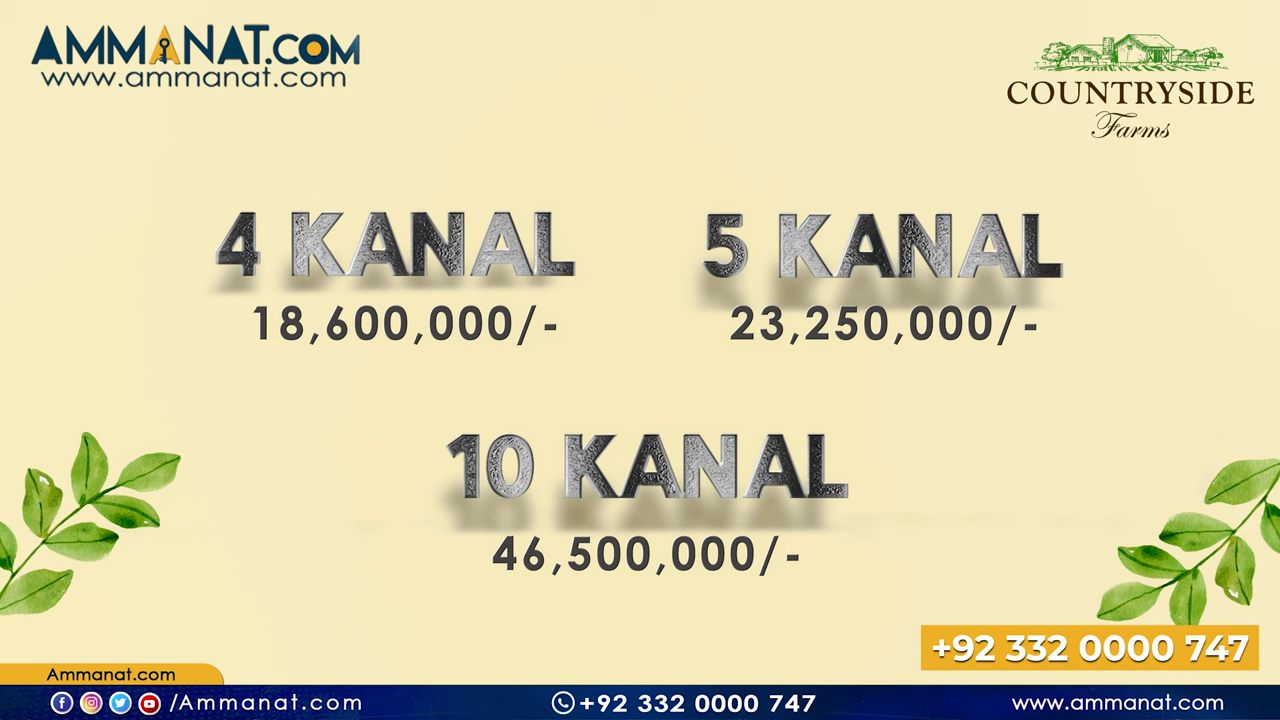 AMMANAT.COM
www.ammanat.com
COUNTRYSIDE
Farms
4 KANAL
18,600,000/-
5 KANAL
23,250,000/-
10 KANAL
46,500,000/-
+92 332 0000 747
Ammanat.com
/Ammanat.com
+92 332 0000 747
www.ammanat.com